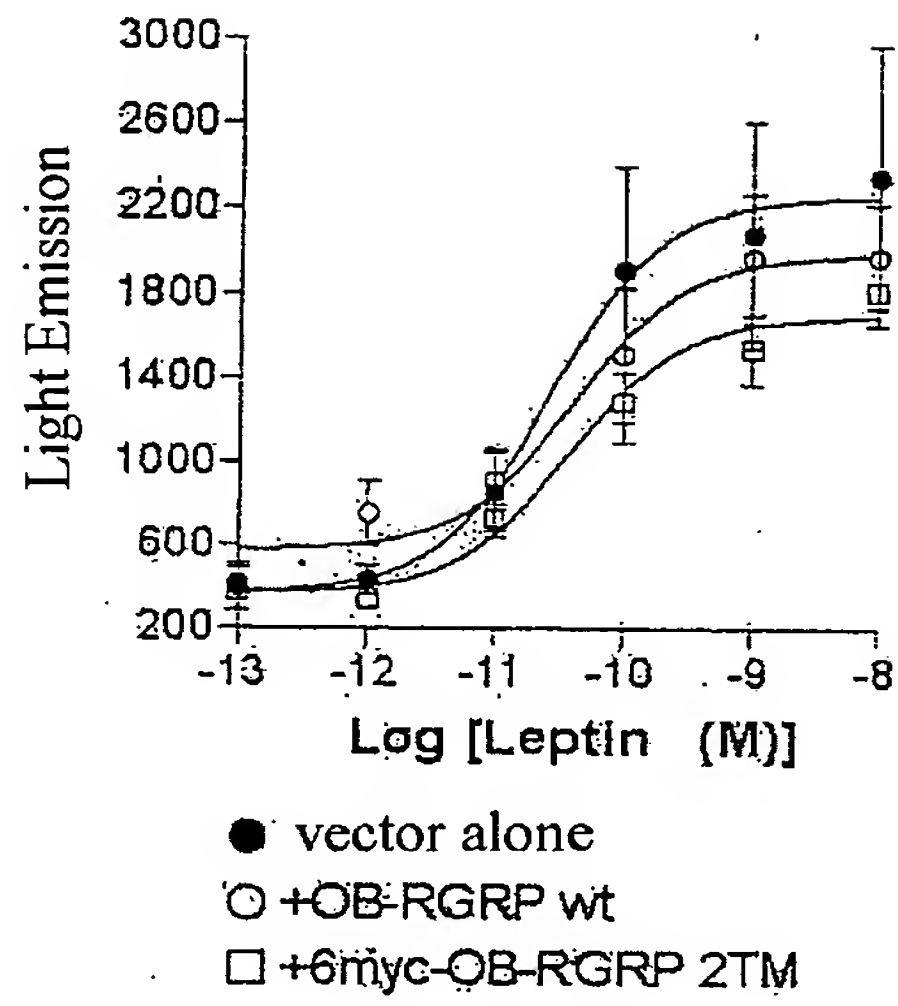 3000
2600
2200
1800
1400
1000
600
200
Light Emission
-13 -12 -11 -10 -9 -8
Log [Leptin (M)]
vector alone
+OB-RGRP wt
+6myc-OB-RGRP 2TM